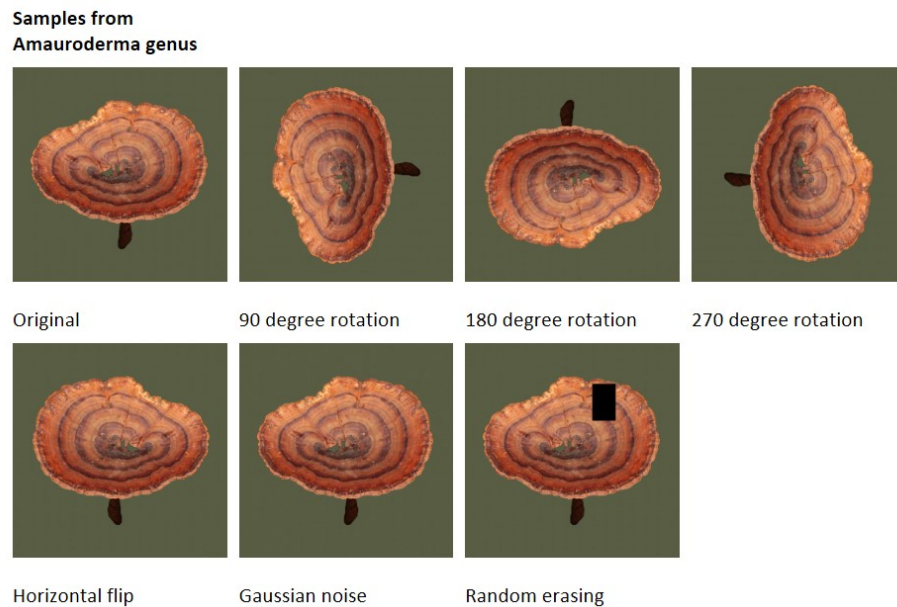 Samples from
Amauroderma genus
Original
90 degree rotation
180 degree rotation
270 degree rotation
Horizontal flip
Gaussian noise
Random erasing